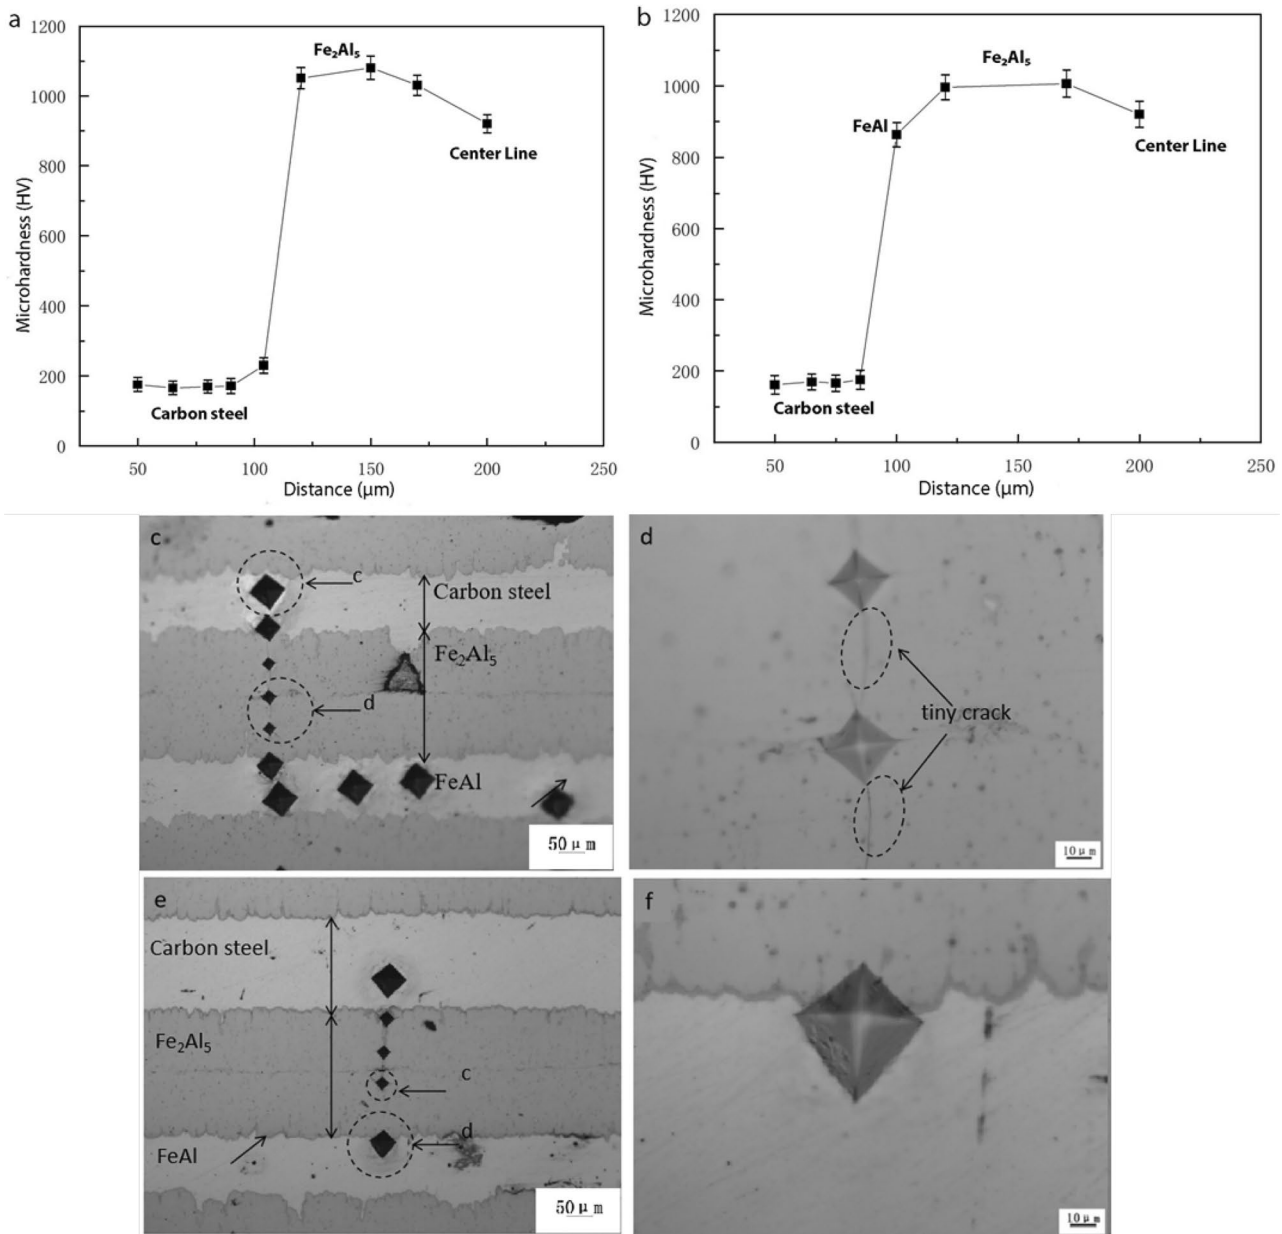 a
1200
1000
800
600
400
200
0
Microhardness (HV)
Fe₂Al₅
Center Line
Carbon steel
50
100
150
200
250
Distance (μm)
b
1200
1000
800
600
400
200
0
Microhardness (HV)
Fe₂Al₅
FeAl
Center Line
Carbon steel
50
100
150
200
250
Distance (μm)
c
c
Carbon steel
Fe₂Al₅
d
FeAl
50 μm
d
tiny crack
10 μm
e
Carbon steel
Fe₂Al₅
c
d
FeAl
50 μm
f
10 μm